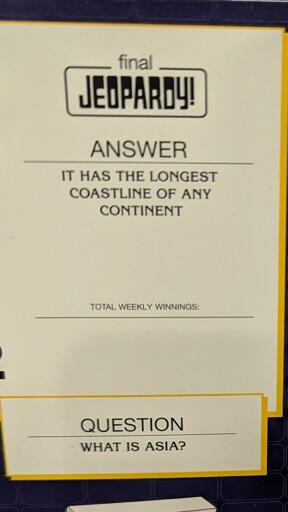 final
JEOPARDY!
ANSWER
IT HAS THE LONGEST
COASTLINE OF ANY
CONTINENT
TOTAL WEEKLY WINNINGS:
QUESTION
WHAT IS ASIA?